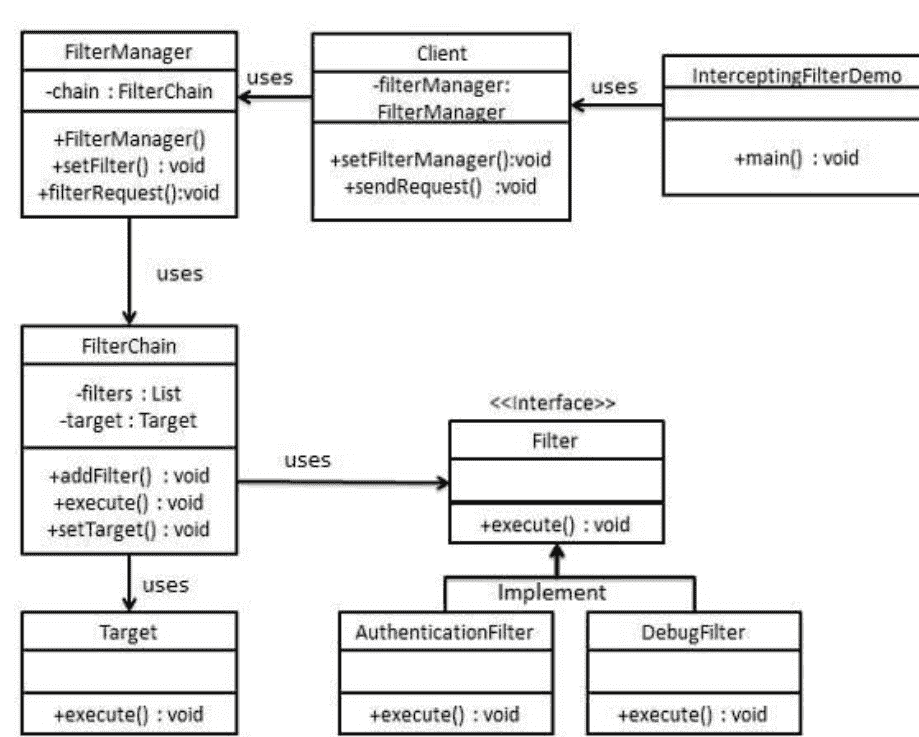 FilterManager
-chain : FilterChain
+FilterManager()
+setFilter() : void
+filterRequest():void
uses
Client
-filterManager:
FilterManager
+setFilterManager():void
+sendRequest() :void
uses
InterceptingFilterDemo
+main() : void
uses
FilterChain
-filters : List
-target : Target
+addFilter() : void
+execute() : void
+setTarget() : void
uses
<<Interface>>
Filter
+execute() : void
uses
Implement
Target
+execute() : void
AuthenticationFilter
+execute() : void
DebugFilter
+execute() : void